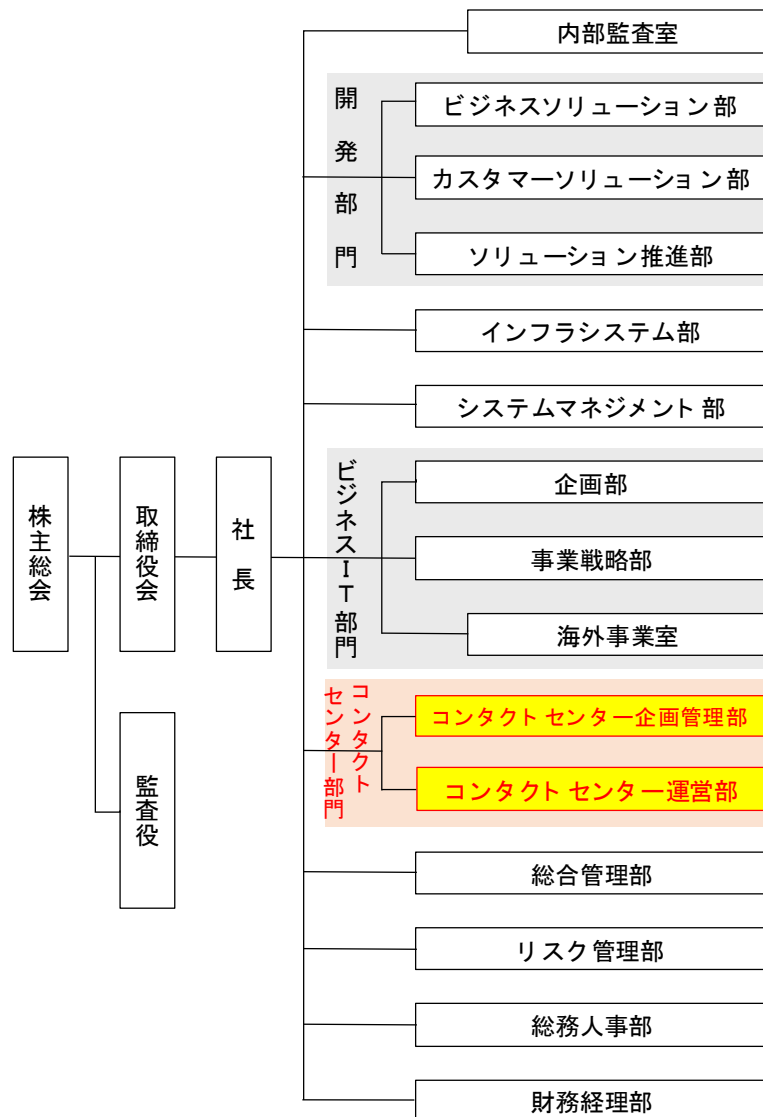 内部監査室
開発部門
ビジネスソリューション部
カスタマーソリューション部
ソリューション推進部
インフラシステム部
システムマネジメント部
株主総会
取締役会
社長
監査役
ビジネスIT部門
企画部
事業戦略部
海外事業室
コンタクト
センター部門
コンタクトセンター企画管理部
コンタクトセンター運営部
総合管理部
リスク管理部
総務人事部
財務経理部